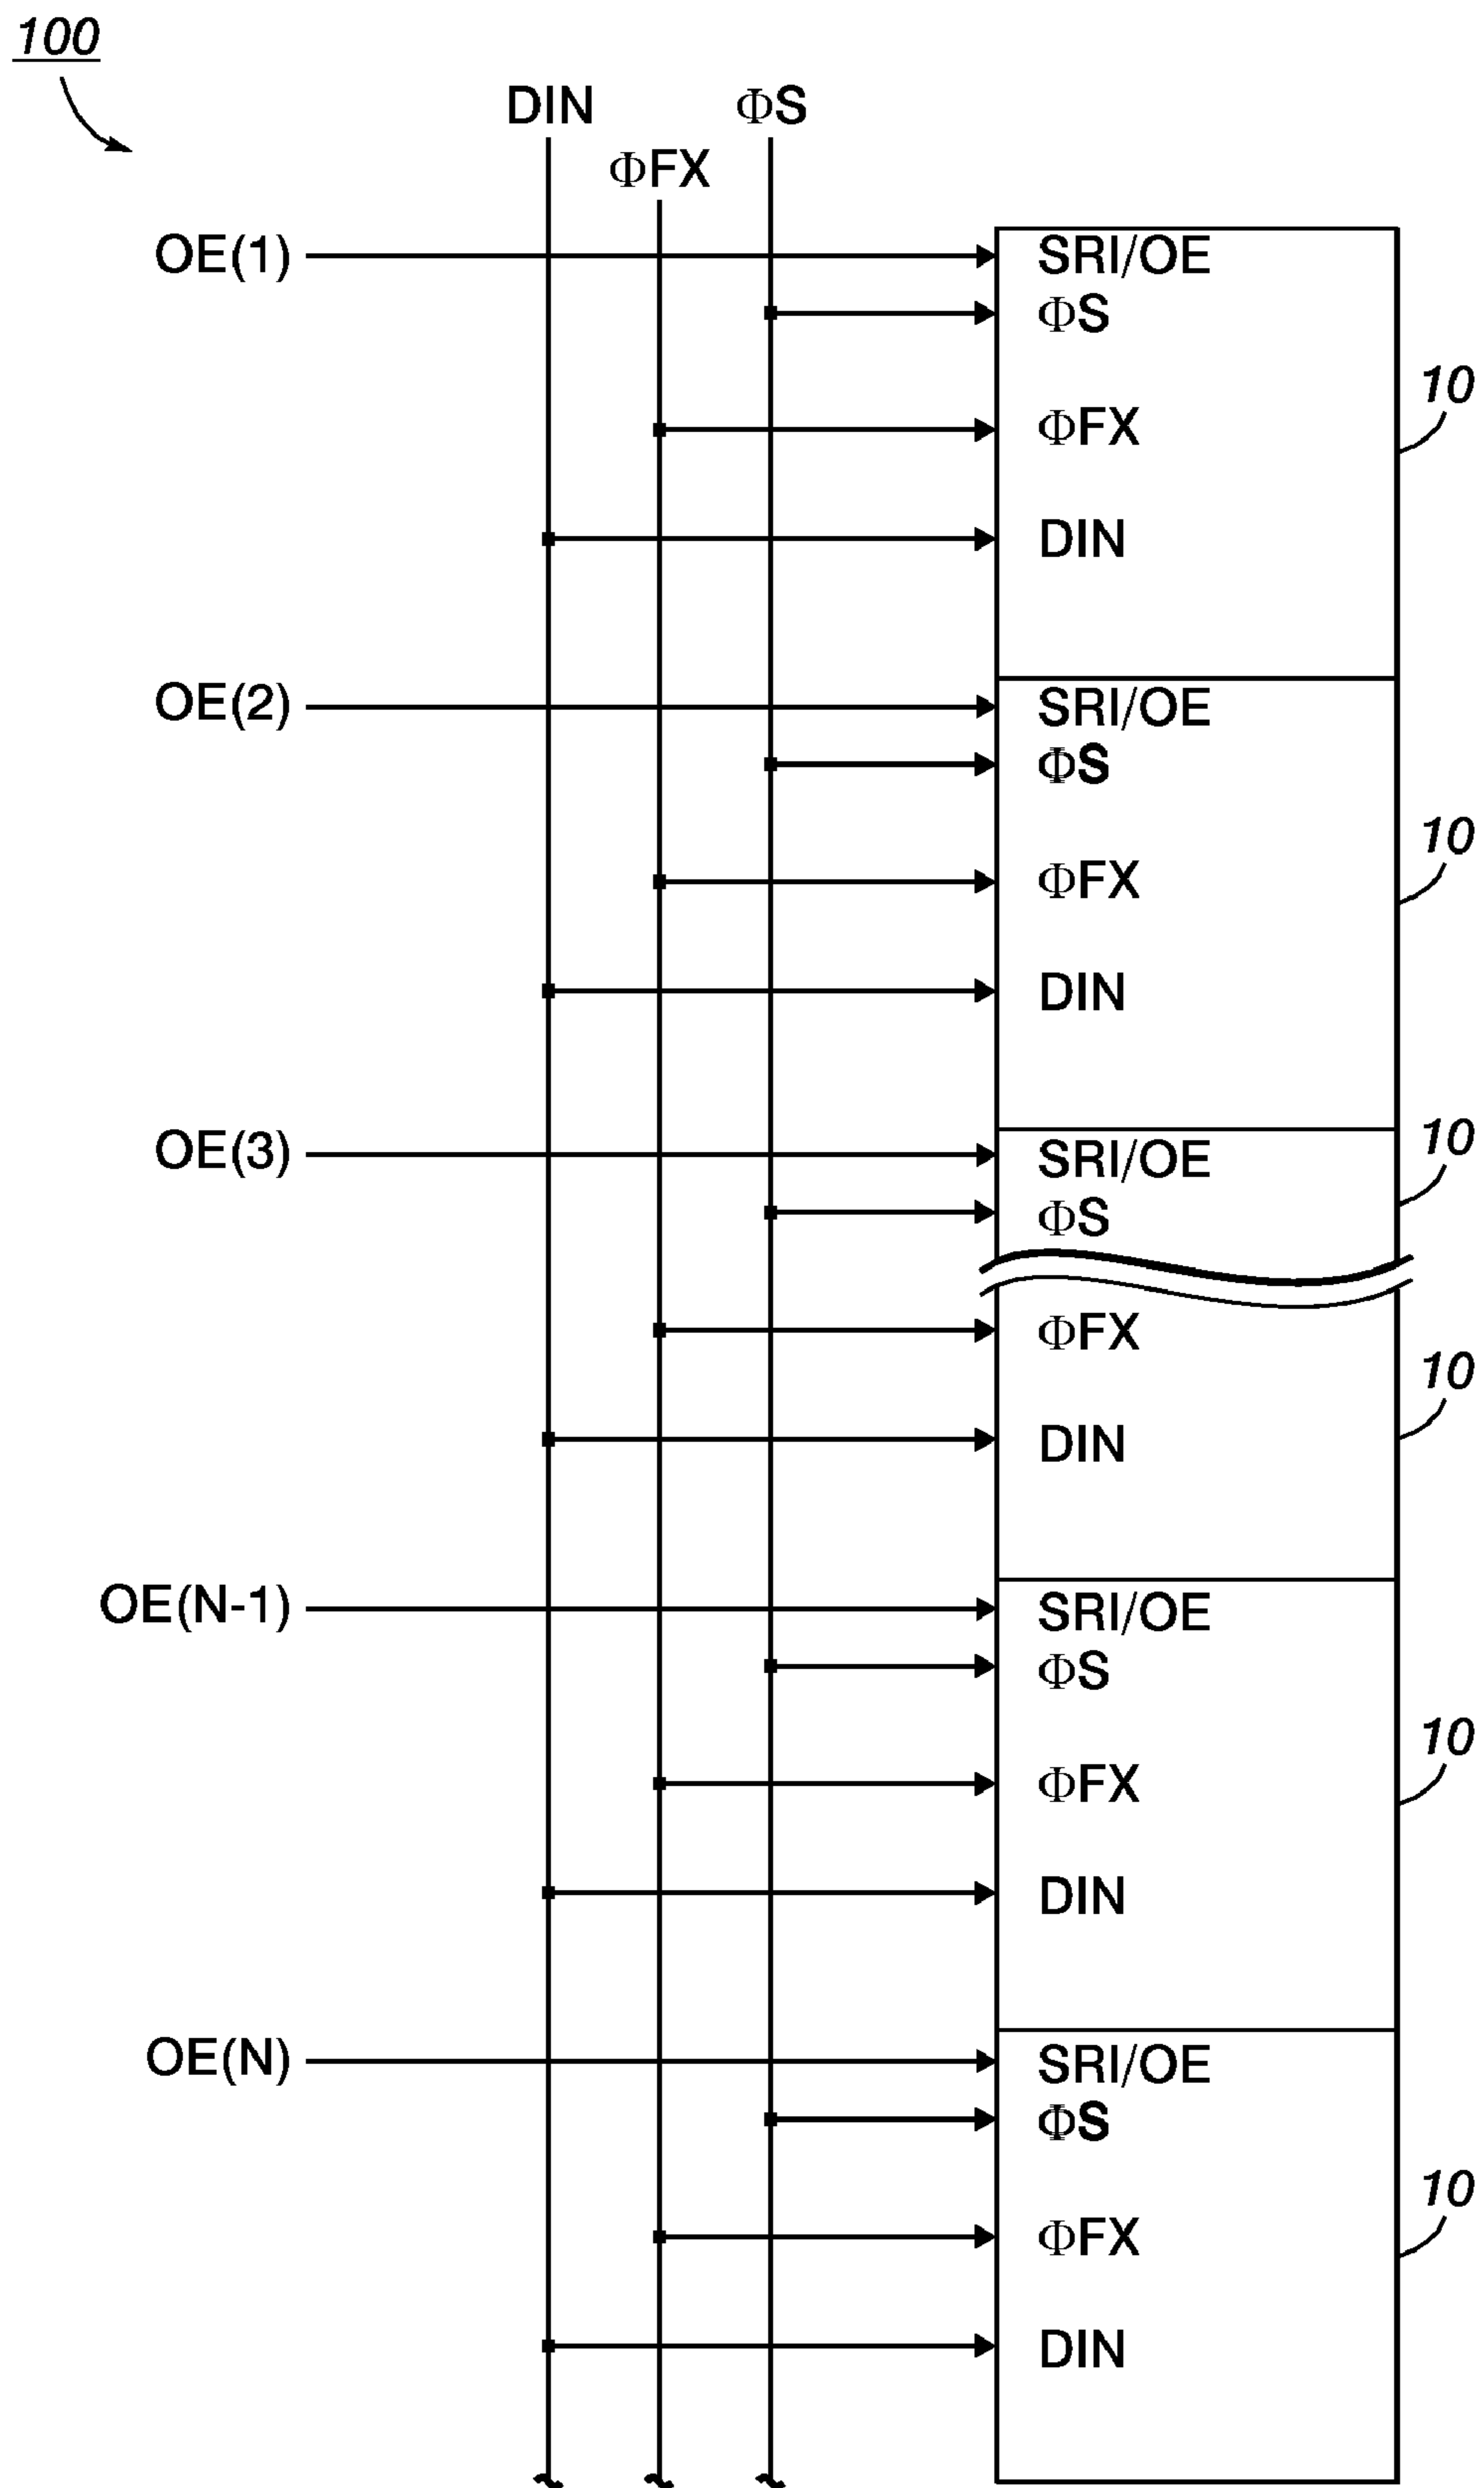 100
DIN
ΦS
ΦFX
OE(1)
SRI/OE
ΦS
10
ΦFX
DIN
OE(2)
SRI/OE
ΦS
10
ΦFX
DIN
OE(3)
SRI/OE
10
ΦS
ΦFX
10
DIN
OE(N-1)
SRI/OE
ΦS
10
ΦFX
DIN
OE(N)
SRI/OE
ΦS
10
ΦFX
DIN